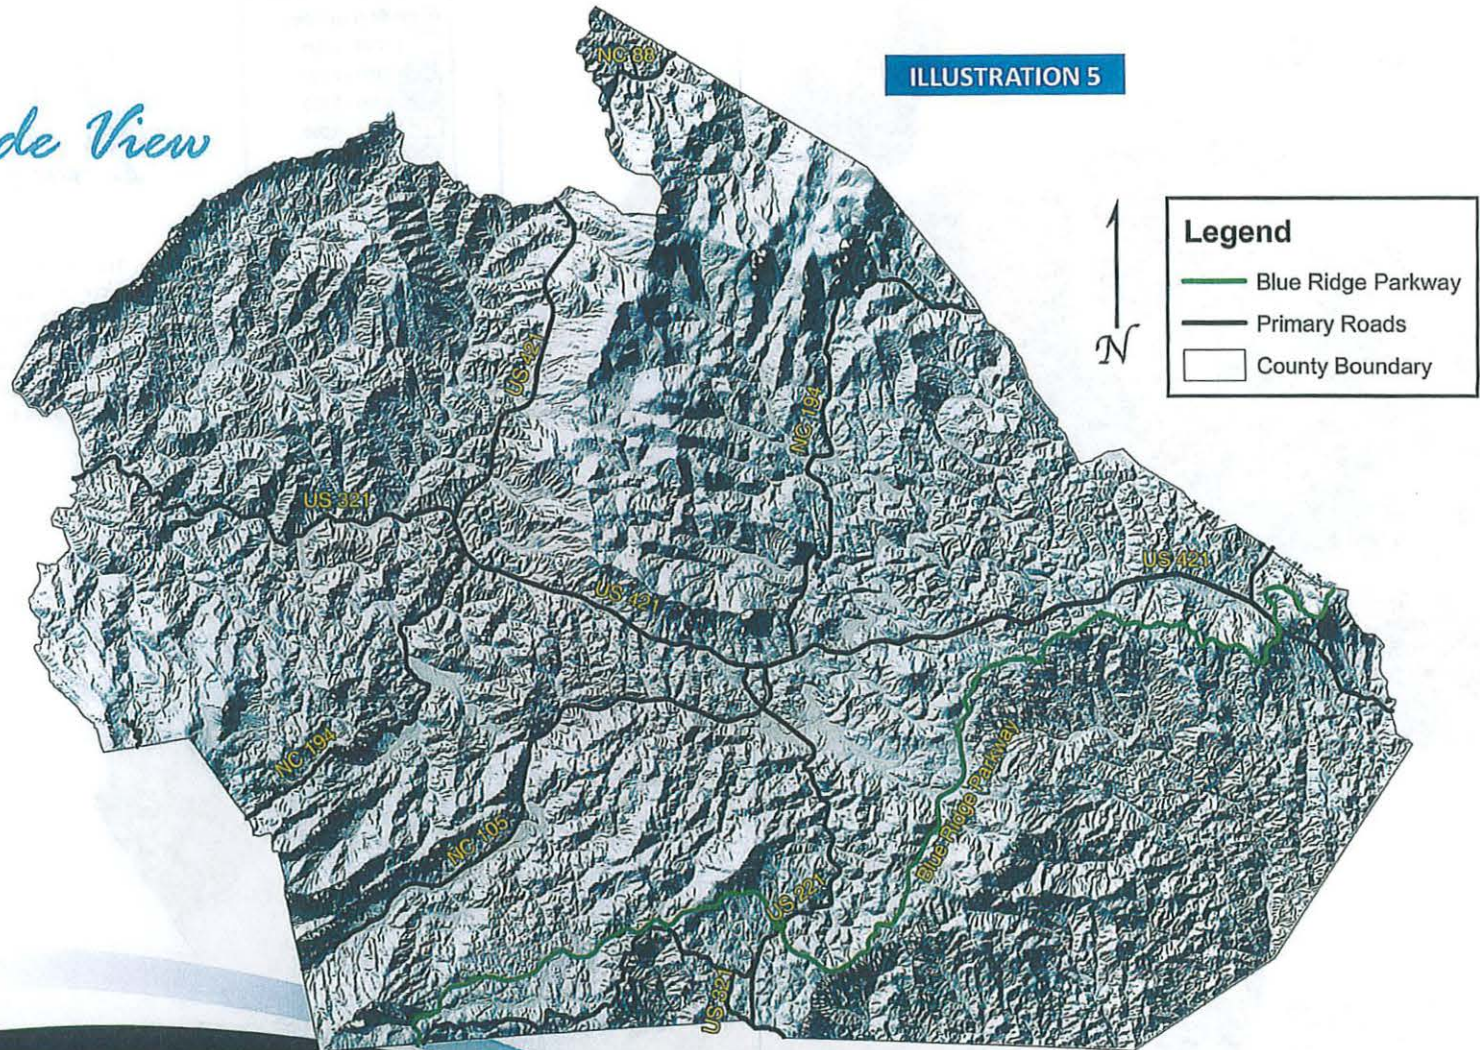 NC 88
ILLUSTRATION 5
de View
Legend
Blue Ridge Parkway
Primary Roads
County Boundary
N
US 421
NC 194
US 321
US 421
US 421
NC 194
Blue Ridge Parkway
NC 105
US 221
US 321